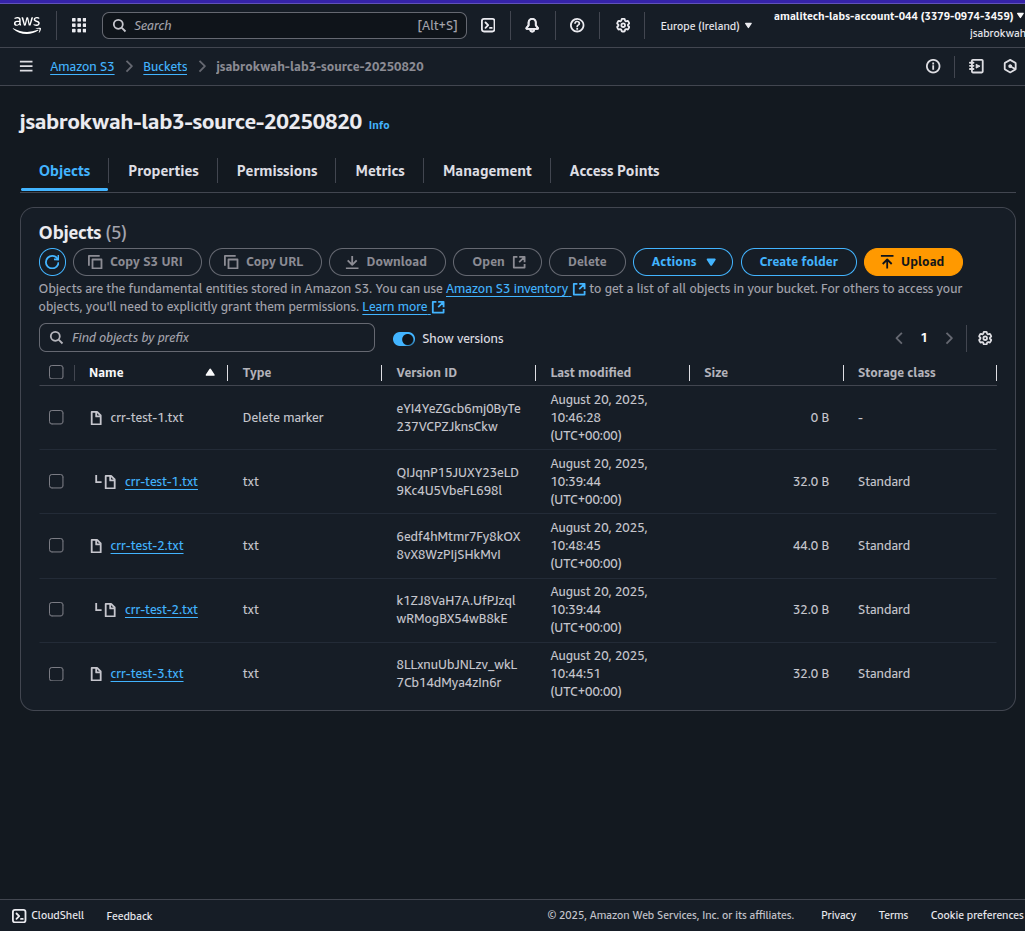 aws
Search
[Alt+S]
Europe (Ireland)
amalitech-labs-account-044 (3379-0974-3459)
jsabrokwah
Amazon S3
Buckets
jsabrokwah-lab3-source-20250820
jsabrokwah-lab3-source-20250820 Info
Objects
Properties
Permissions
Metrics
Management
Access Points
Objects (5)
Copy S3 URI
Copy URL
Download
Open
Delete
Actions
Create folder
Upload
Objects are the fundamental entities stored in Amazon S3. You can use Amazon S3 inventory to get a list of all objects in your bucket. For others to access your
objects, you'll need to explicitly grant them permissions. Learn more
Find objects by prefix
Show versions
1
Name
Type
Version ID
Last modified
Size
Storage class
crr-test-1.txt
Delete marker
eYI4YeZGcb6mJ0ByTe
237VCPZJknsCkw
August 20, 2025,
10:46:28
(UTC+00:00)
0 B
-
crr-test-1.txt
txt
QIJqnP15JUXY23eLD
9Kc4U5VbeFL698l
August 20, 2025,
10:39:44
(UTC+00:00)
32.0 B
Standard
crr-test-2.txt
txt
6edf4hMtmr7Fy8kOX
8vX8WzPIjSHkMvI
August 20, 2025,
10:48:45
(UTC+00:00)
44.0 B
Standard
crr-test-2.txt
txt
k1ZJ8VaH7A.UfPJzql
wRMogBX54wB8kE
August 20, 2025,
10:39:44
(UTC+00:00)
32.0 B
Standard
crr-test-3.txt
txt
8LLxnuUbJNLzv_wkL
7Cb14dMya4zIn6r
August 20, 2025,
10:44:51
(UTC+00:00)
32.0 B
Standard
CloudShell
Feedback
© 2025, Amazon Web Services, Inc. or its affiliates.
Privacy
Terms
Cookie preferences